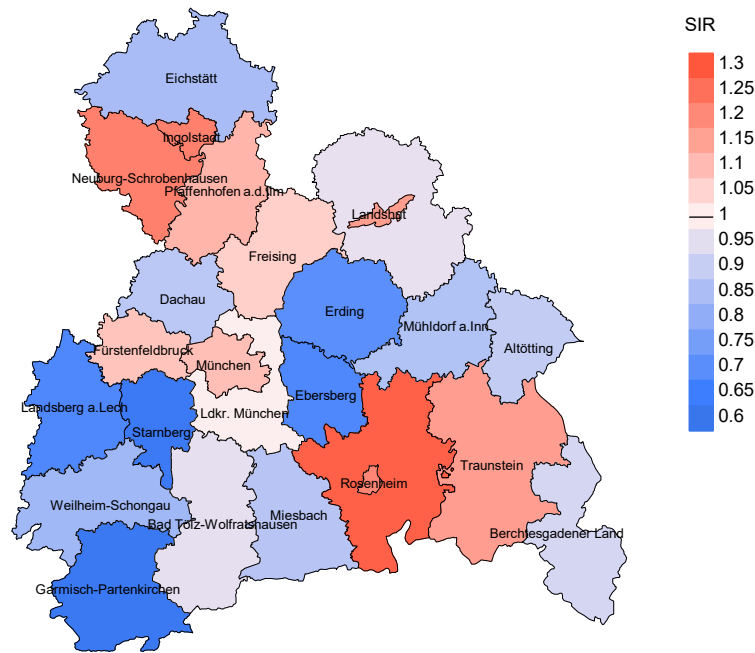 SIR
1.3
1.25
1.2
1.15
1.1
1.05
1
0.95
0.9
0.85
0.8
0.75
0.7
0.65
0.6
Eichstätt
Ingolstadt
Neuburg-Schrobenhausen
Pfaffenhofen a.d.Ilm
Landshut
Freising
Dachau
Erding
Mühldorf a.Inn
Altötting
Fürstenfeldbruck
München
Ebersberg
Landsberg a.Lech
Ldkr. München
Starnberg
Traunstein
Rosenheim
Weilheim-Schongau
Miesbach
Bad Tölz-Wolfratshausen
Berchtesgadener Land
Garmisch-Partenkirchen